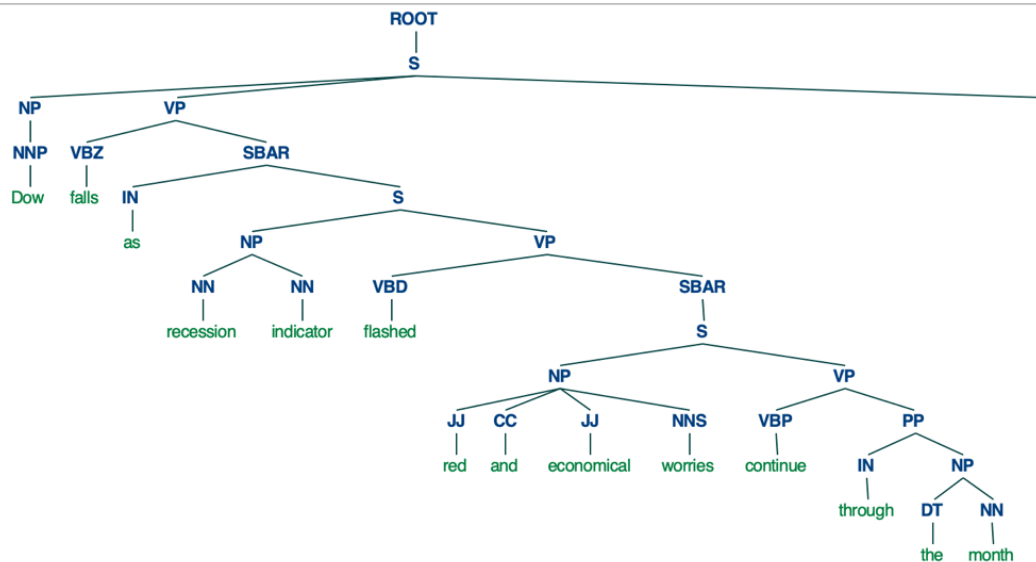 ROOT
S
NP VP
NNP VBZ SBAR
Dow falls IN S
as NP VP
NN NN VBD SBAR
recession indicator flashed S
NP VP
JJ CC JJ NNS VBP PP
red and economical worries continue IN NP
through DT NN
the month